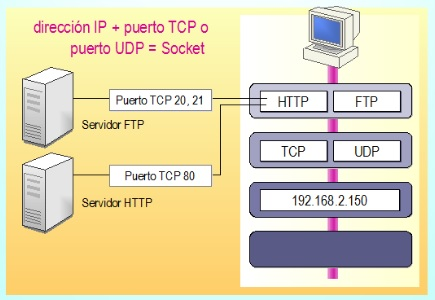 dirección IP + puerto TCP o
puerto UDP = Socket
Puerto TCP 20, 21
Servidor FTP
Puerto TCP 80
Servidor HTTP
HTTP
FTP
TCP
UDP
192.168.2.150